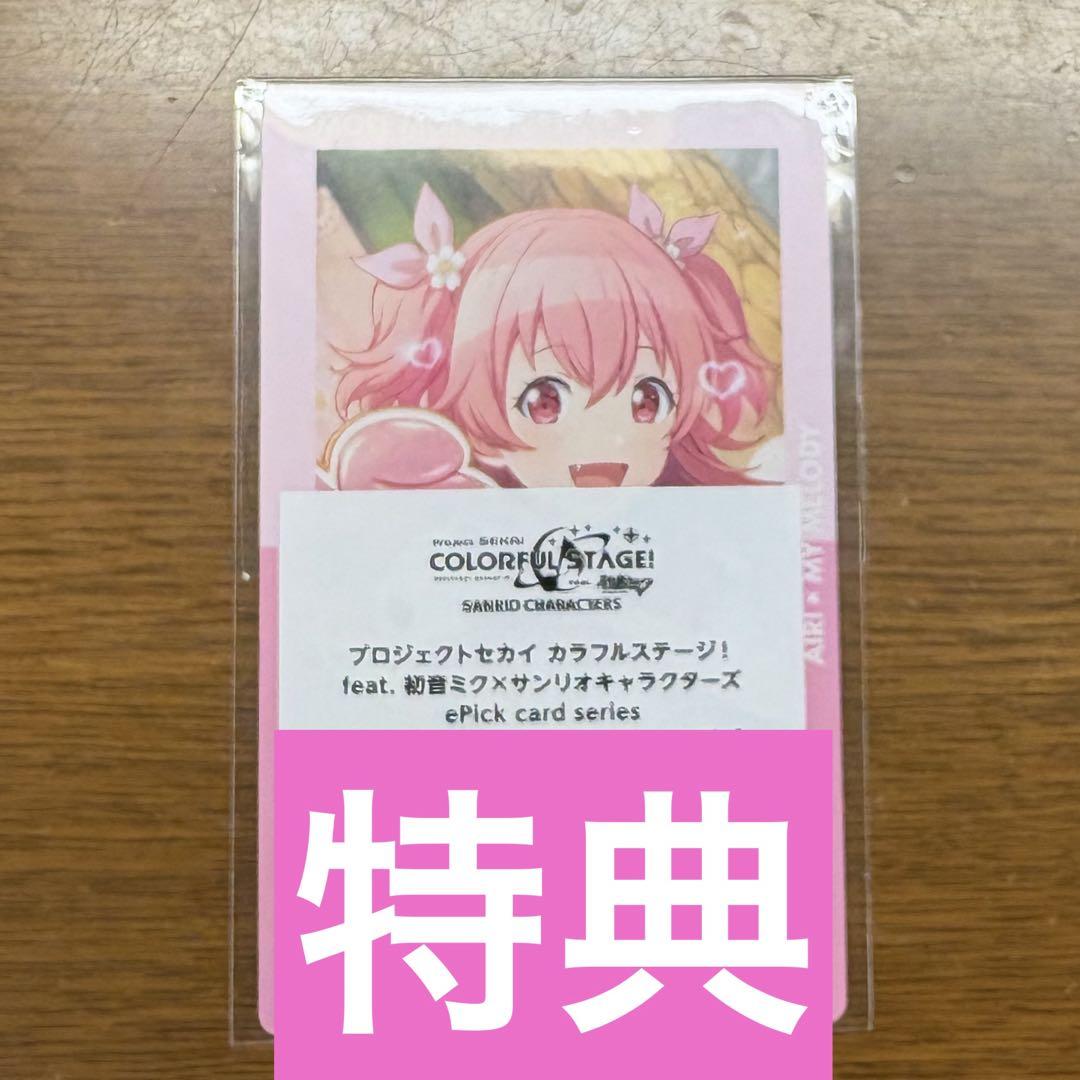 Project SEKAI
COLORFUL STAGE!
SANRIO CHARACTERS
プロジェクトセカイ カラフルステージ!
feat. 初音ミク×サンリオキャラクターズ
ePick card series
AIRI * MY MELODY
特典